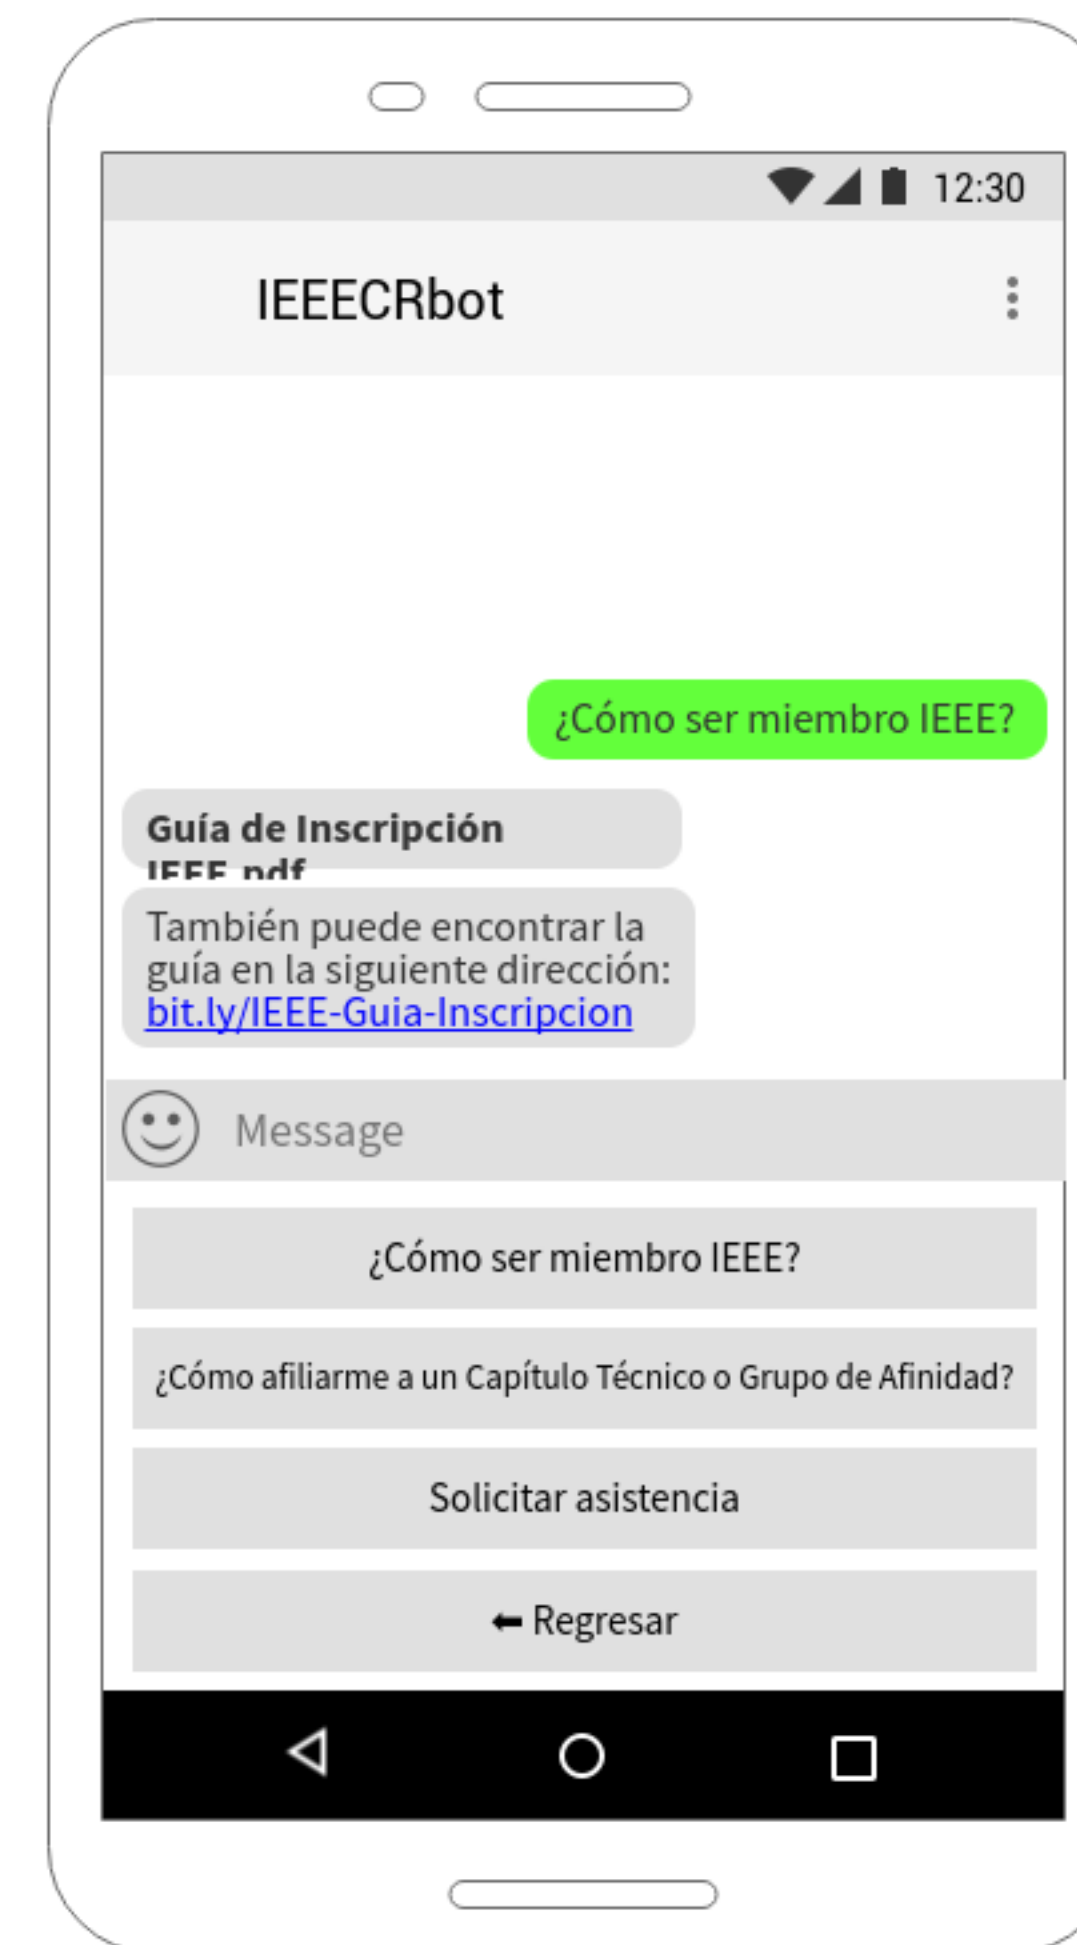 12:30
IEEECRbot
¿Cómo ser miembro IEEE?
Guía de Inscripción
IEEE.pdf
También puede encontrar la
guía en la siguiente dirección:
bit.ly/IEEE-Guia-Inscripcion
Message
¿Cómo ser miembro IEEE?
¿Cómo afiliarme a un Capítulo Técnico o Grupo de Afinidad?
Solicitar asistencia
⬅ Regresar